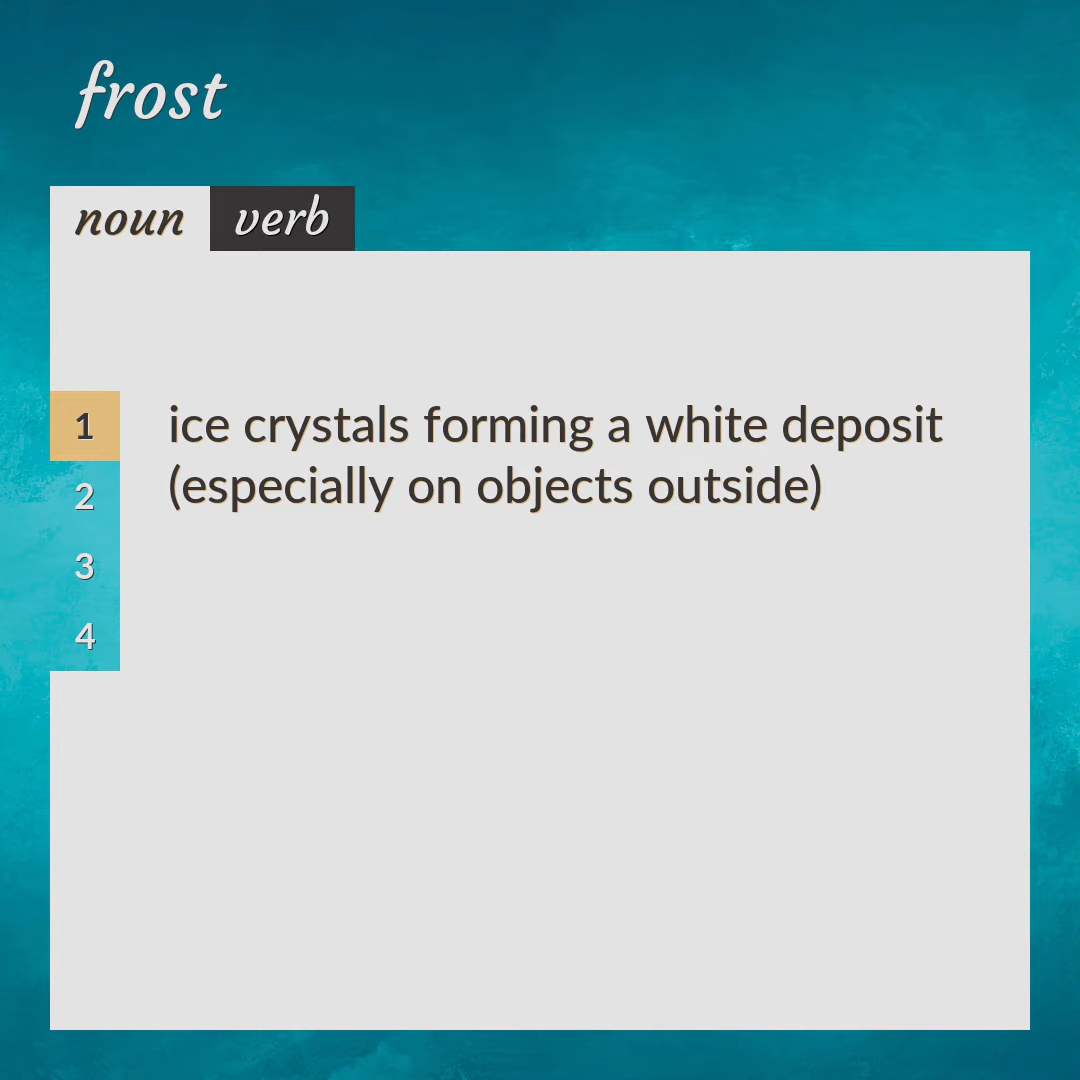 frost
noun verb
1 ice crystals forming a white deposit
(especially on objects outside)
2
3
4